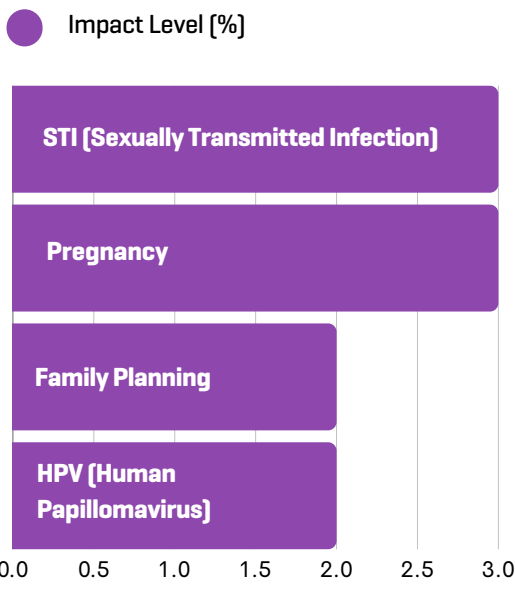 Impact Level (%)
STI (Sexually Transmitted Infection)
Pregnancy
Family Planning
HPV (Human
Papillomavirus)
0.0 0.5 1.0 1.5 2.0 2.5 3.0